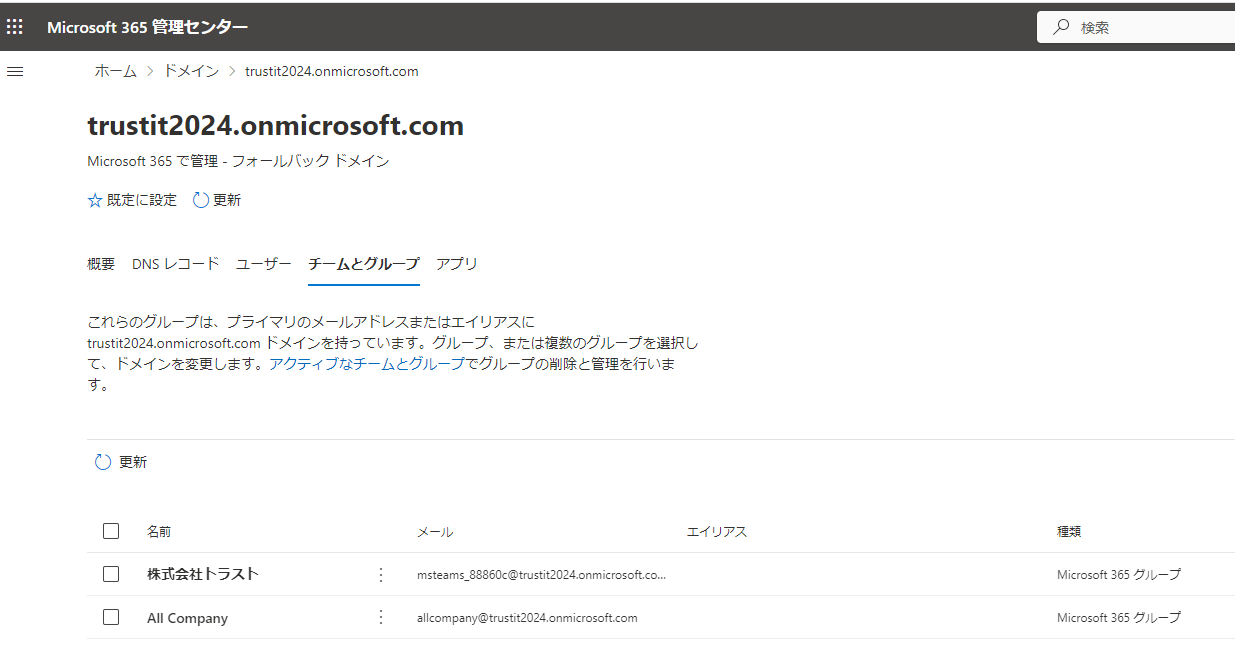 Microsoft 365 管理センター
検索
ホーム > ドメイン > trustit2024.onmicrosoft.com
trustit2024.onmicrosoft.com
Microsoft 365 で管理 - フォールバック ドメイン
既定に設定 更新
概要 DNS レコード ユーザー チームとグループ アプリ
これらのグループは、プライマリのメールアドレスまたはエイリアスに
trustit2024.onmicrosoft.com ドメインを持っています。グループ、または複数のグループを選択し
て、ドメインを変更します。アクティブなチームとグループでグループの削除と管理を行いま
す。
更新
名前 メール エイリアス 種類
株式会社トラスト msteams_88860c@trustit2024.onmicrosoft.co... Microsoft 365 グループ
All Company allcompany@trustit2024.onmicrosoft.com Microsoft 365 グループ